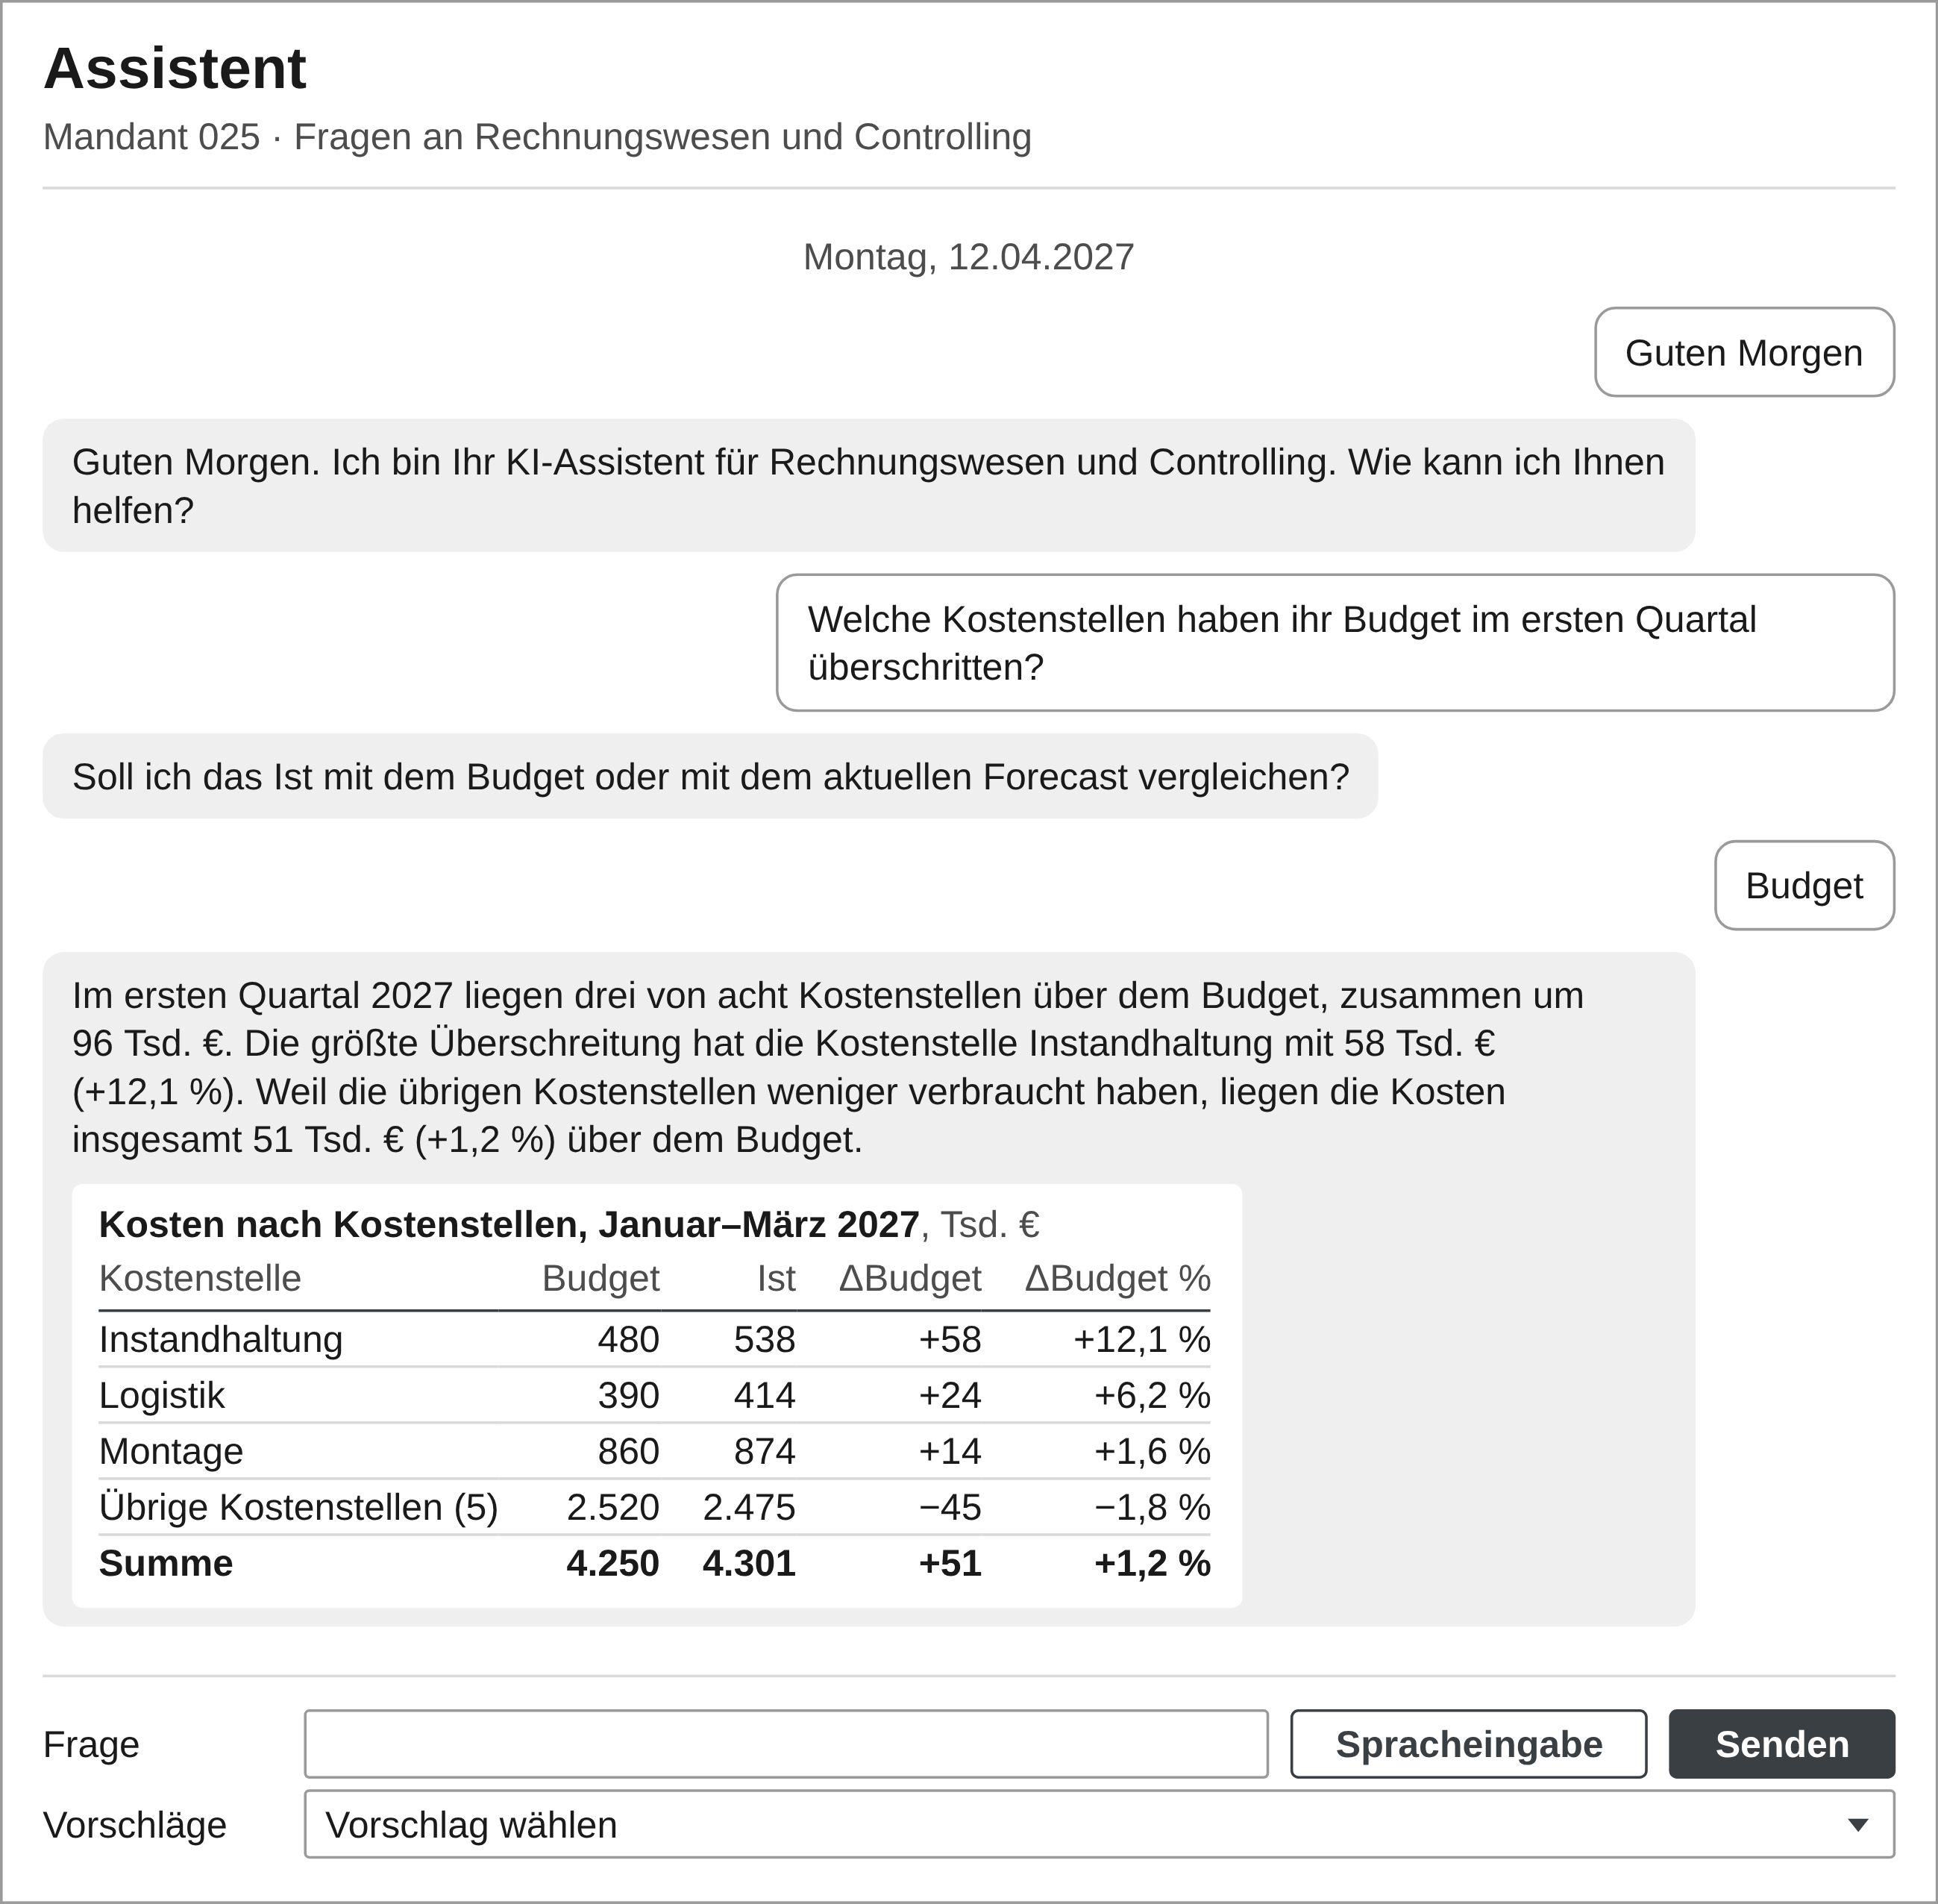 Assistent
Mandant 025 · Fragen an Rechnungswesen und Controlling
Montag, 12.04.2027
Guten Morgen
Guten Morgen. Ich bin Ihr KI-Assistent für Rechnungswesen und Controlling. Wie kann ich Ihnen
helfen?
Welche Kostenstellen haben ihr Budget im ersten Quartal
überschritten?
Soll ich das Ist mit dem Budget oder mit dem aktuellen Forecast vergleichen?
Budget
Im ersten Quartal 2027 liegen drei von acht Kostenstellen über dem Budget, zusammen um
96 Tsd. €. Die größte Überschreitung hat die Kostenstelle Instandhaltung mit 58 Tsd. €
(+12,1 %). Weil die übrigen Kostenstellen weniger verbraucht haben, liegen die Kosten
insgesamt 51 Tsd. € (+1,2 %) über dem Budget.
Kosten nach Kostenstellen, Januar–März 2027, Tsd. €
Kostenstelle Budget Ist ΔBudget ΔBudget %
Instandhaltung 480 538 +58 +12,1 %
Logistik 390 414 +24 +6,2 %
Montage 860 874 +14 +1,6 %
Übrige Kostenstellen (5) 2.520 2.475 −45 −1,8 %
Summe 4.250 4.301 +51 +1,2 %
Frage Spracheingabe Senden
Vorschläge Vorschlag wählen